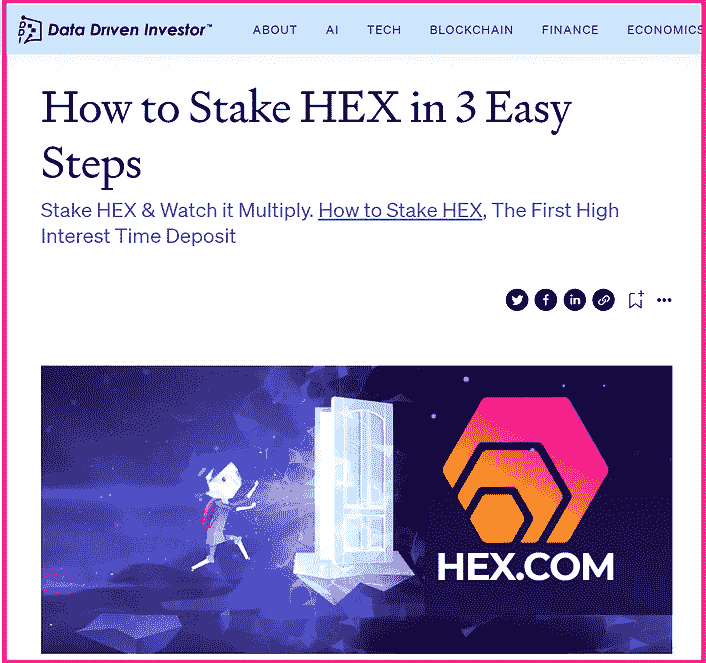 Data Driven Investor™ ABOUT AI TECH BLOCKCHAIN FINANCE ECONOMICS
How to Stake HEX in 3 Easy
Steps
Stake HEX & Watch it Multiply. How to Stake HEX, The First High
Interest Time Deposit
HEX.COM